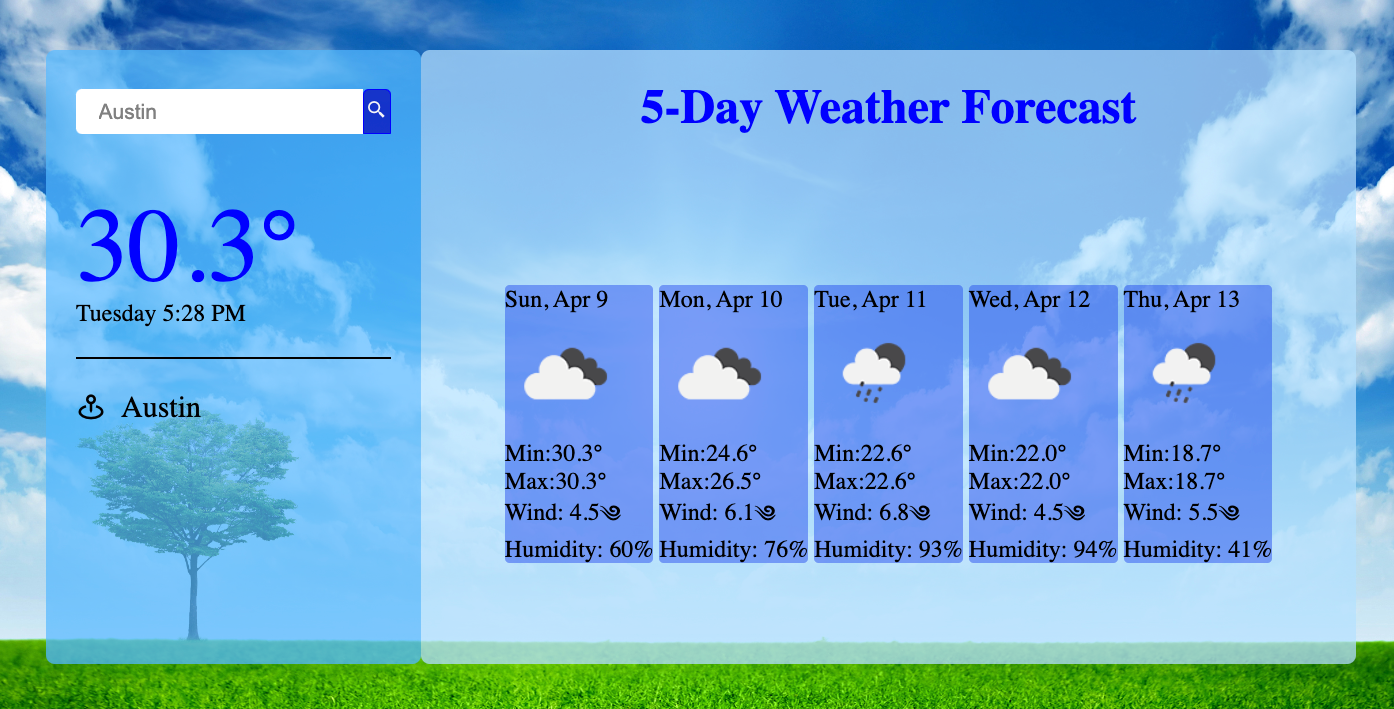 Austin
30.3°
Tuesday 5:28 PM
Austin
5-Day Weather Forecast
Sun, Apr 9
Min:30.3°
Max:30.3°
Wind: 4.5
Humidity: 60%
Mon, Apr 10
Min:24.6°
Max:26.5°
Wind: 6.1
Humidity: 76%
Tue, Apr 11
Min:22.6°
Max:22.6°
Wind: 6.8
Humidity: 93%
Wed, Apr 12
Min:22.0°
Max:22.0°
Wind: 4.5
Humidity: 94%
Thu, Apr 13
Min:18.7°
Max:18.7°
Wind: 5.5
Humidity: 41%